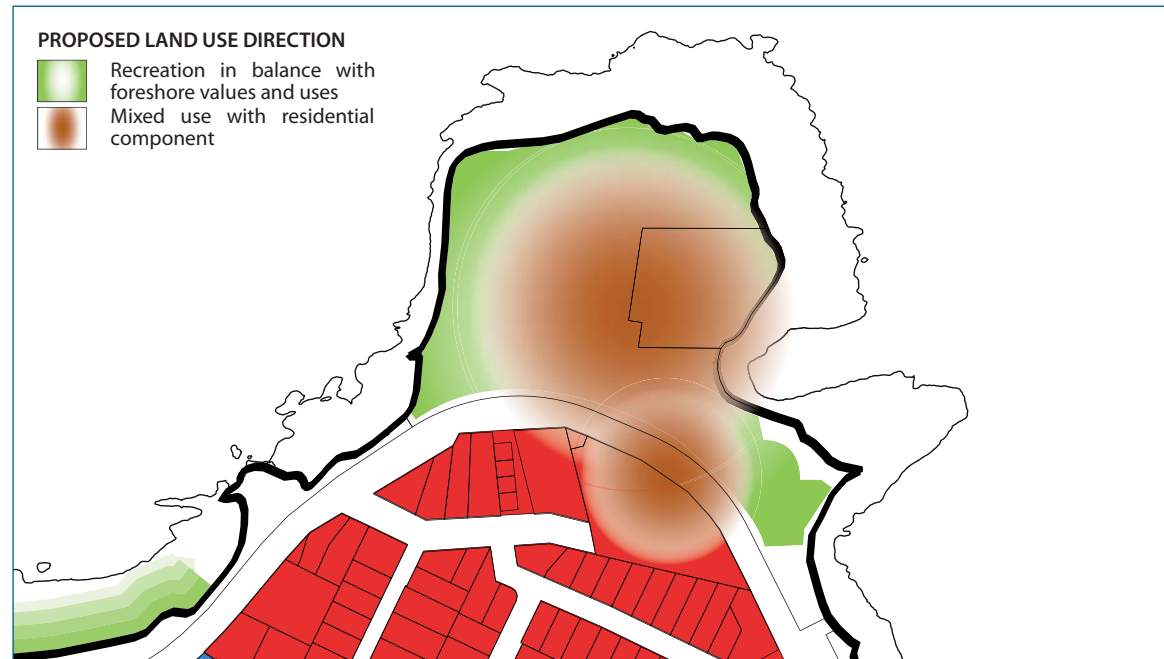 PROPOSED LAND USE DIRECTION
Recreation in balance with
foreshore values and uses
Mixed use with residential
component